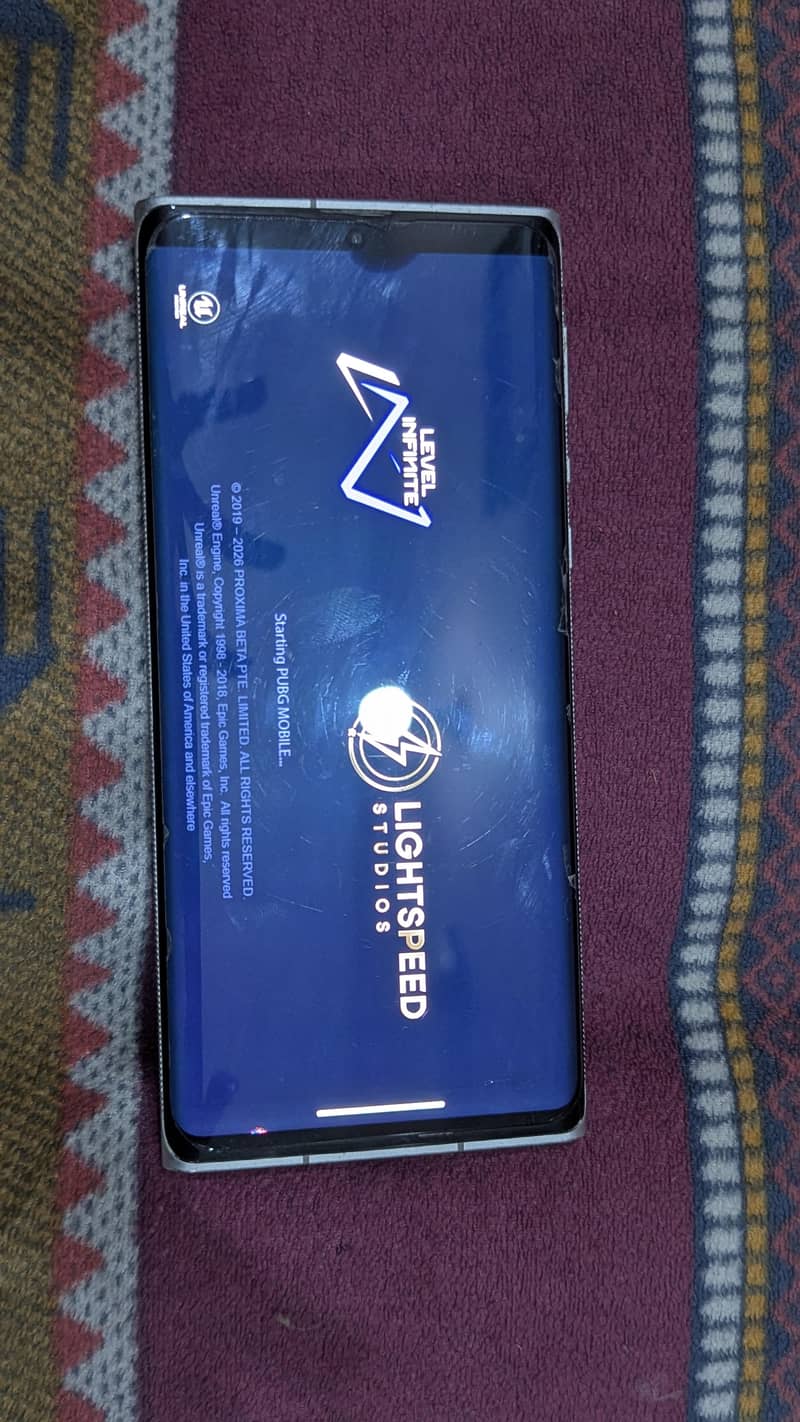 LEVEL
INFINITE
LIGHTSPEED
STUDIOS
Starting PUBG MOBILE...
© 2019 – 2026 PROXIMA BETA PTE. LIMITED. ALL RIGHTS RESERVED.
Unreal® Engine, Copyright 1998 - 2018, Epic Games, Inc. All rights reserved
Unreal® is a trademark or registered trademark of Epic Games,
Inc. in the United States of America and elsewhere
UNREAL